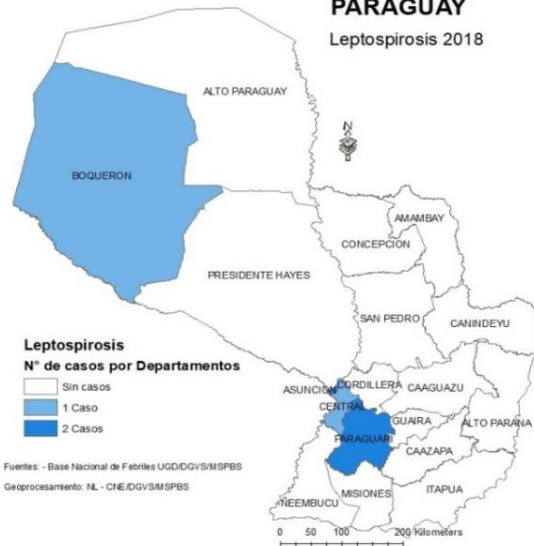 PARAGUAY
Leptospirosis 2018
ALTO PARAGUAY
N
BOQUERON
AMAMBAY
CONCEPCION
PRESIDENTE HAYES
SAN PEDRO
CANINDEYU
Leptospirosis
N° de casos por Departamentos
Sin casos
1 Caso
2 Casos
ASUNCION
CORDILLERA
CAAGUAZU
CENTRAL
GUAIRA
ALTO PARANA
PARAGUARI
CAAZAPA
Fuentes: - Base Nacional de Febriles UGD/DGVS/MSPBS
Geoprocesamiento: NL - CNE/DGVS/MSPBS
ÑEEMBUCU
MISIONES
ITAPUA
0 50 100 200 Kilometers